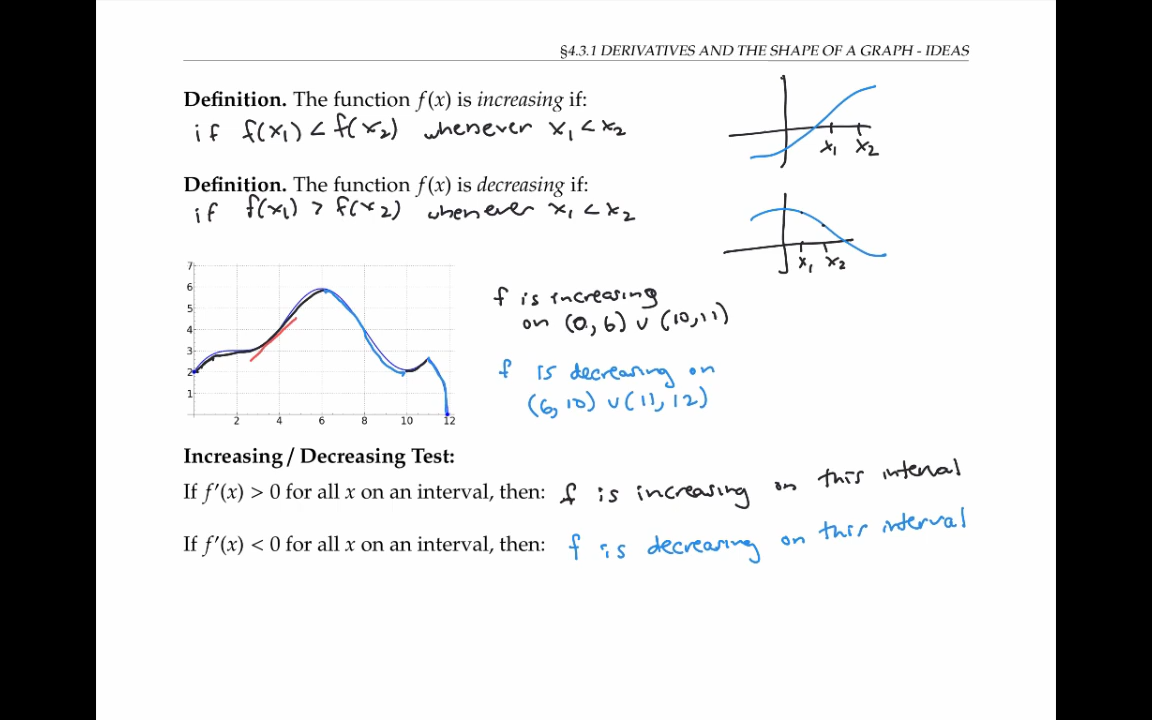 §4.3.1 DERIVATIVES AND THE SHAPE OF A GRAPH - IDEAS
Definition. The function f(x) is increasing if:
if f(x₁) < f(x₂) whenever x₁ < x₂
x₁ x₂
Definition. The function f(x) is decreasing if:
if f(x₁) > f(x₂) whenever x₁ < x₂
x₁ x₂
7
6
5
4
3
2
1
2 4 6 8 10 12
f is increasing
on (0, 6) ∪ (10, 11)
f is decreasing on
(6, 10) ∪ (11, 12)
Increasing / Decreasing Test:
If f′(x) > 0 for all x on an interval, then: f is increasing on this interval
If f′(x) < 0 for all x on an interval, then: f is decreasing on this interval